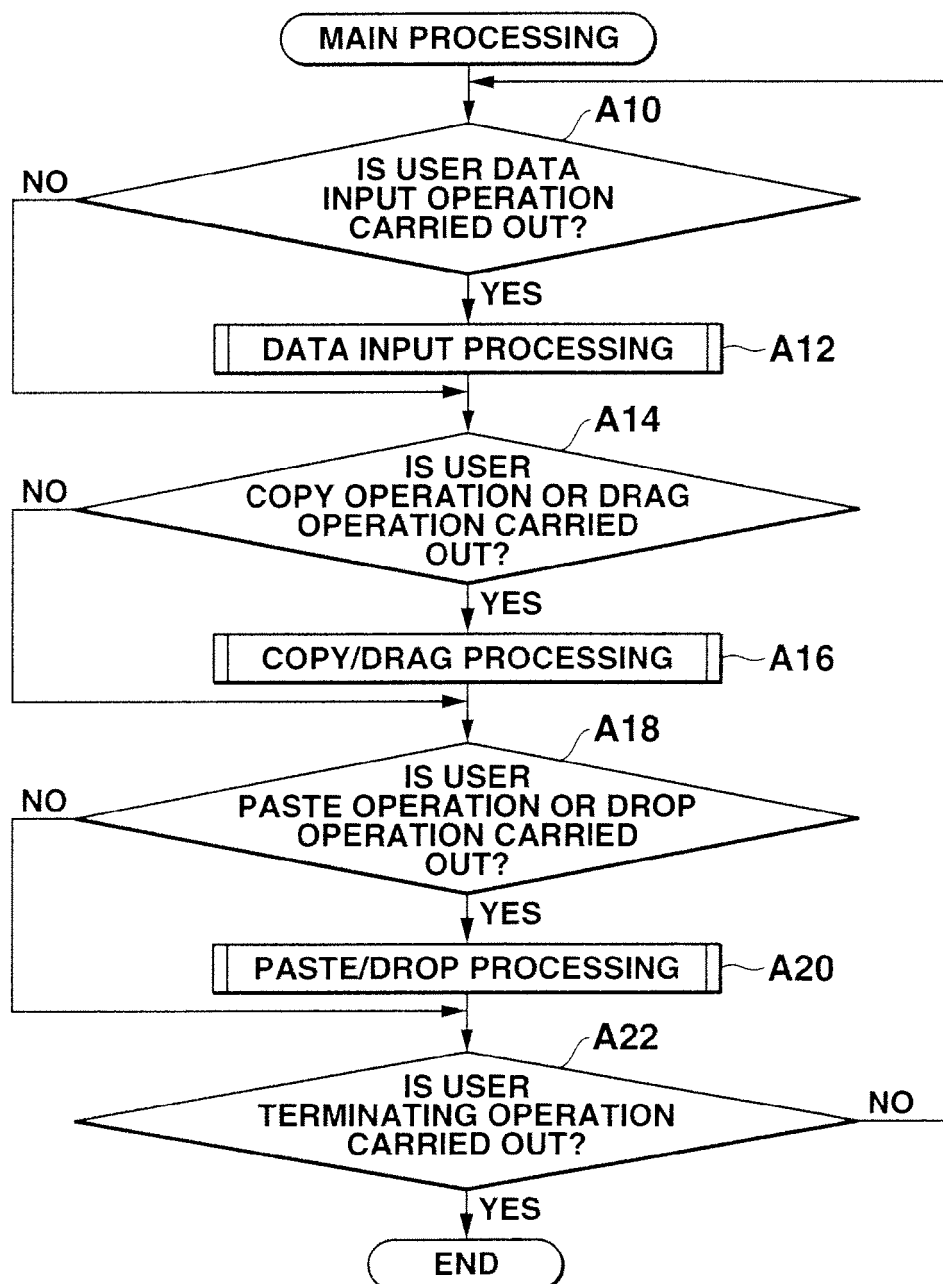 MAIN PROCESSING
A10
IS USER DATA
INPUT OPERATION
CARRIED OUT?
NO
YES
DATA INPUT PROCESSING
A12
A14
IS USER
COPY OPERATION OR DRAG
OPERATION CARRIED
OUT?
NO
YES
COPY/DRAG PROCESSING
A16
A18
IS USER
PASTE OPERATION OR DROP
OPERATION CARRIED
OUT?
NO
YES
PASTE/DROP PROCESSING
A20
A22
IS USER
TERMINATING OPERATION
CARRIED OUT?
NO
YES
END